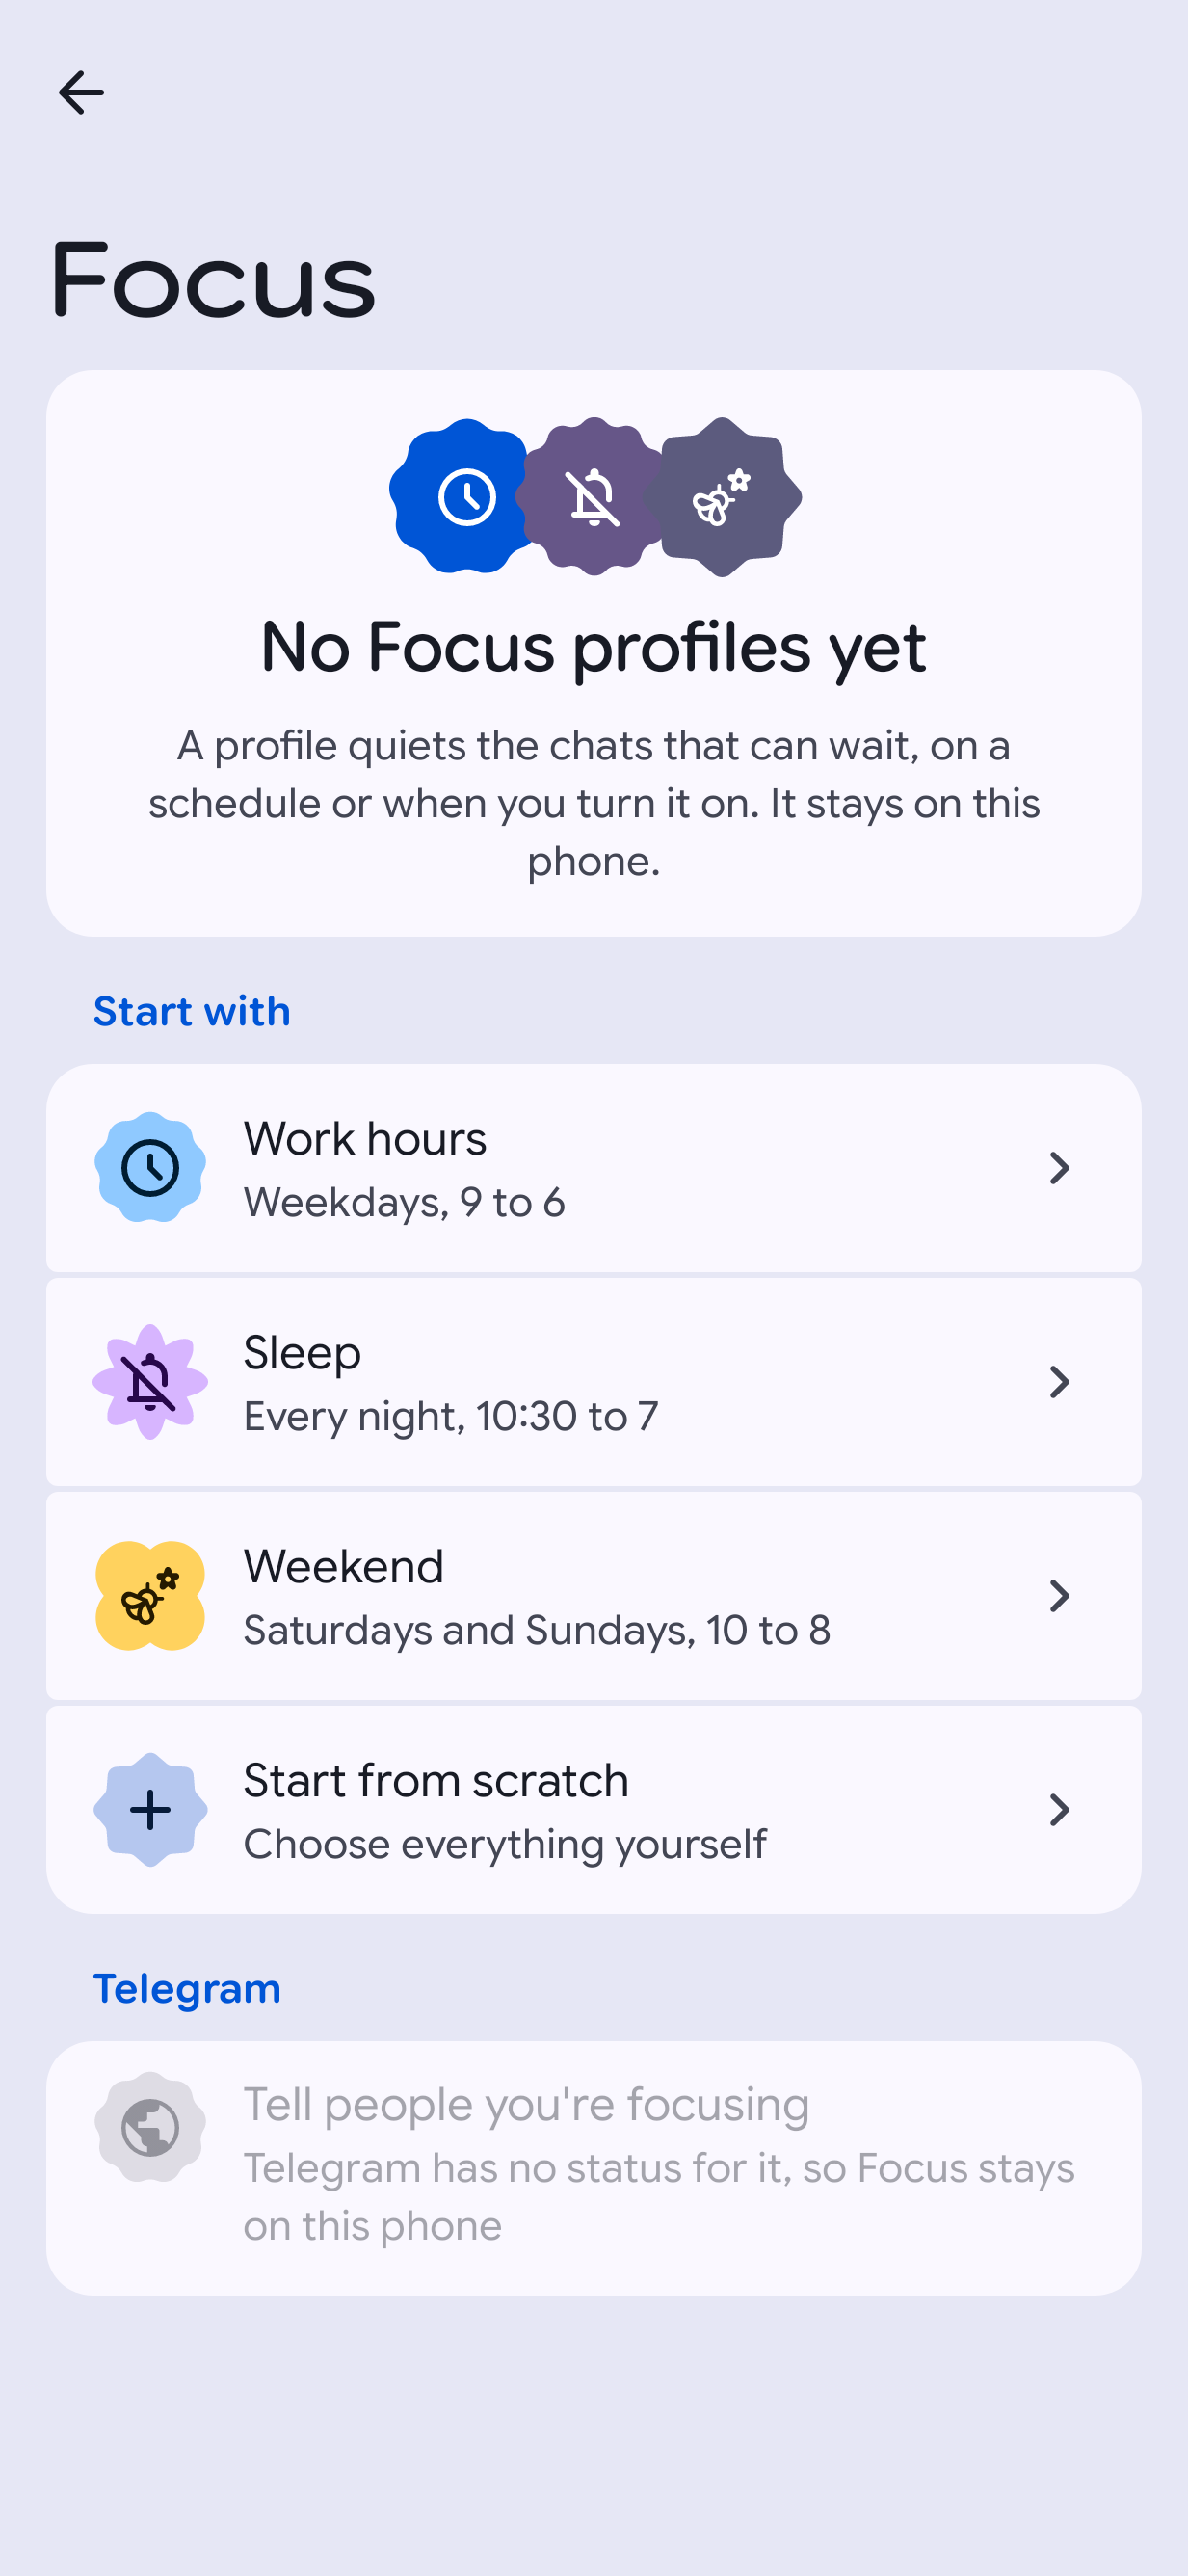 Focus
No Focus profiles yet
A profile quiets the chats that can wait, on a
schedule or when you turn it on. It stays on this
phone.
Start with
Work hours
Weekdays, 9 to 6
Sleep
Every night, 10:30 to 7
Weekend
Saturdays and Sundays, 10 to 8
Start from scratch
Choose everything yourself
Telegram
Tell people you're focusing
Telegram has no status for it, so Focus stays
on this phone